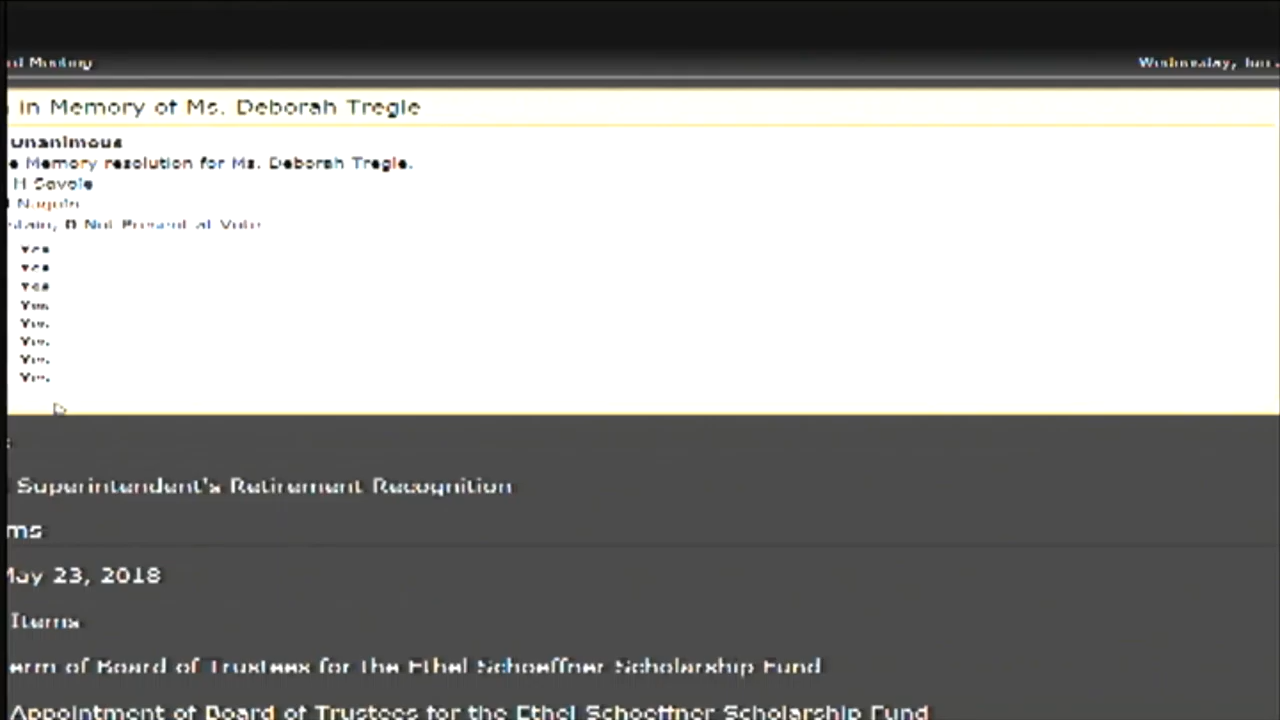 Meeting
Wednesday,
in Memory of Ms. Deborah Tregle
Unanimous
e Memory resolution for Ms. Deborah Tregle.
H Savoie
Naquin
stain, 0 Not Present at Vote
Yes
Yes
Yes
Yes
Yes
Yes
Yes
Yes
Superintendent's Retirement Recognition
ms
May 23, 2018
Items
erm of Board of Trustees for the Ethel Schoeffner Scholarship Fund
Appointment of Board of Trustees for the Ethel Schoeffner Scholarship Fund